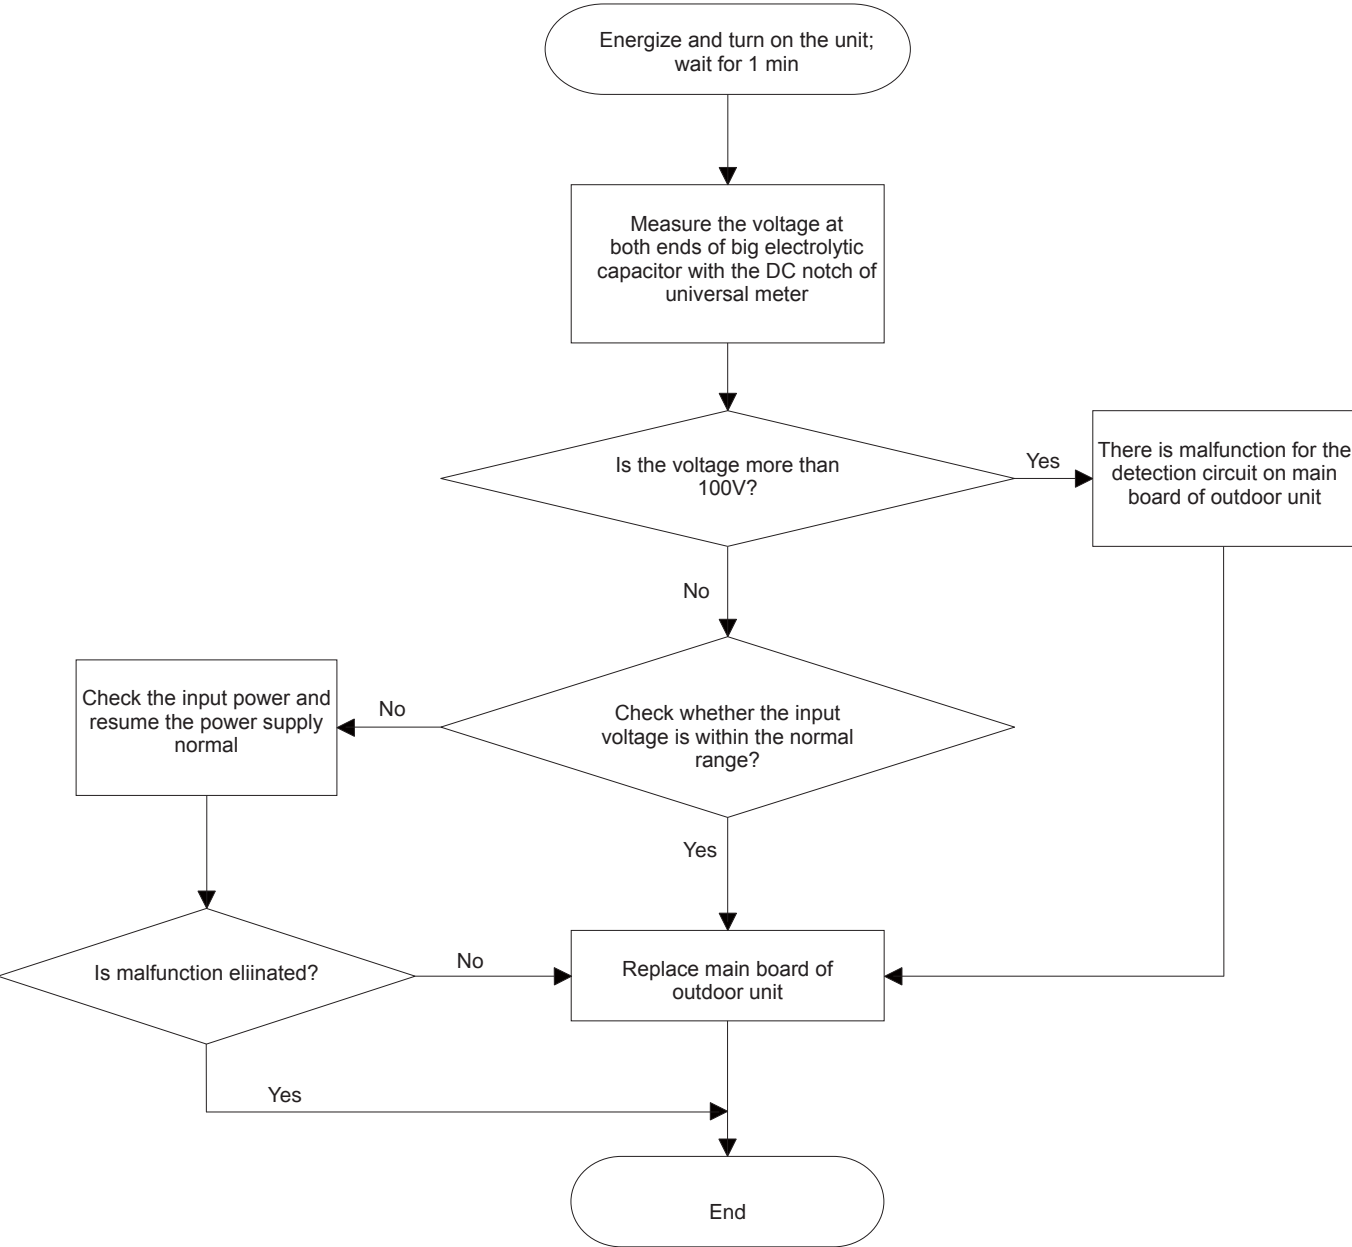 Energize and turn on the unit;
wait for 1 min
Measure the voltage at
both ends of big electrolytic
capacitor with the DC notch of
universal meter
Is the voltage more than
100V?
Yes
There is malfunction for the
detection circuit on main
board of outdoor unit
No
Check the input power and
resume the power supply
normal
No
Check whether the input
voltage is within the normal
range?
Yes
Is malfunction eliinated?
No
Replace main board of
outdoor unit
Yes
End